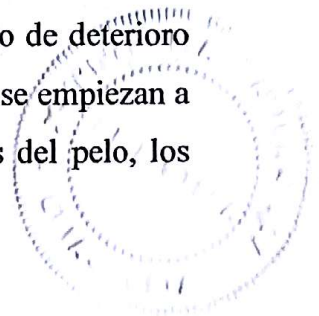 o de deterioro
se empiezan a
s del pelo, los